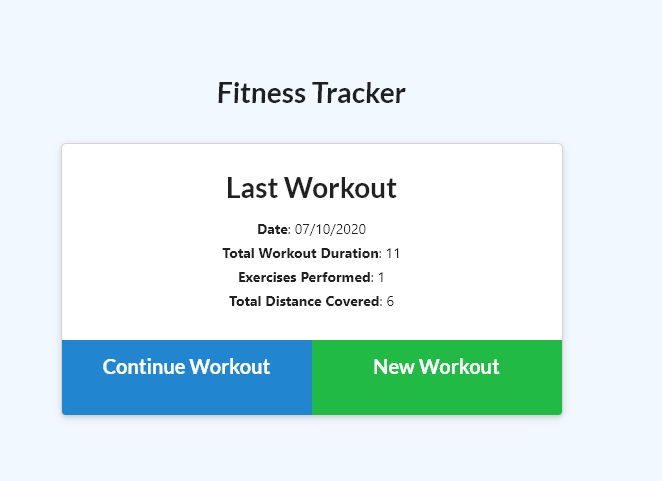 Fitness Tracker
Last Workout
Date: 07/10/2020
Total Workout Duration: 11
Exercises Performed: 1
Total Distance Covered: 6
Continue Workout
New Workout